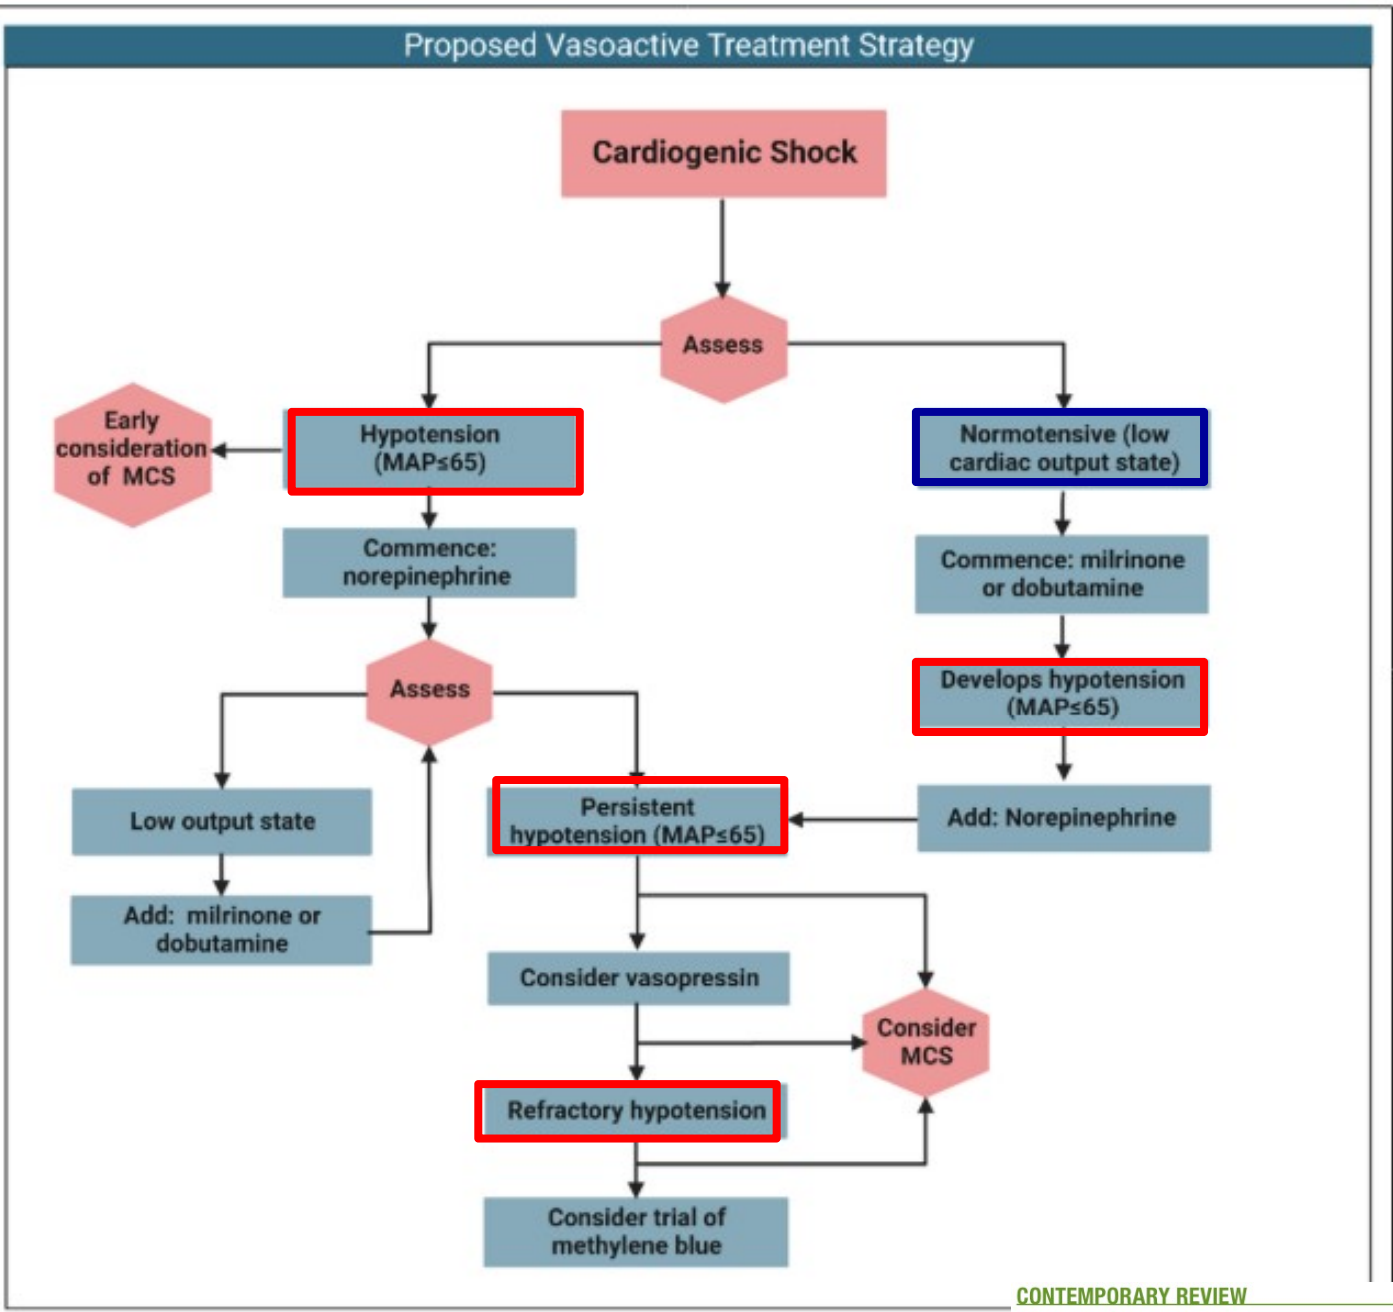 Proposed Vasoactive Treatment Strategy
Cardiogenic Shock
Assess
Early
consideration
of MCS
Hypotension
(MAP≤65)
Normotensive (low
cardiac output state)
Commence:
norepinephrine
Commence: milrinone
or dobutamine
Assess
Develops hypotension
(MAP≤65)
Low output state
Persistent
hypotension (MAP≤65)
Add: Norepinephrine
Add: milrinone or
dobutamine
Consider vasopressin
Consider
MCS
Refractory hypotension
Consider trial of
methylene blue
CONTEMPORARY REVIEW